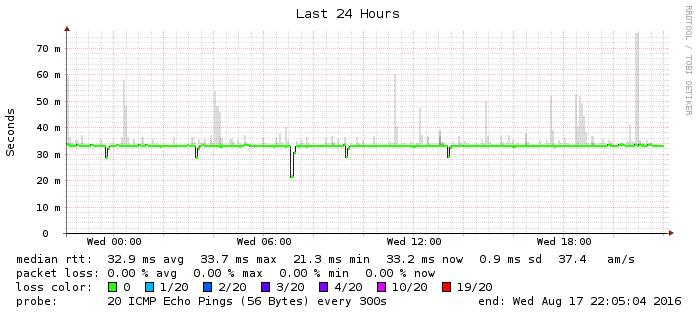 Last 24 Hours
RRDTOOL / TOBI OETIKER
Seconds
70 m
60 m
50 m
40 m
30 m
20 m
10 m
0
Wed 00:00 Wed 06:00 Wed 12:00 Wed 18:00
median rtt: 32.9 ms avg 33.7 ms max 21.3 ms min 33.2 ms now 0.9 ms sd 37.4 am/s
packet loss: 0.00 % avg 0.00 % max 0.00 % min 0.00 % now
loss color: 0 1/20 2/20 3/20 4/20 10/20 19/20
probe: 20 ICMP Echo Pings (56 Bytes) every 300s end: Wed Aug 17 22:05:04 2016